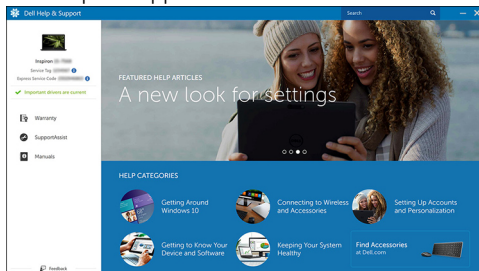 Dell Help & Support
Search
Inspiron
Service Tag
Express Service Code
Important drivers are current
Warranty
SupportAssist
Manuals
Feedback
FEATURED HELP ARTICLES
A new look for settings
HELP CATEGORIES
Getting Around
Windows 10
Connecting to Wireless
and Accessories
Setting Up Accounts
and Personalization
Getting to Know Your
Device and Software
Keeping Your System
Healthy
Find Accessories
at Dell.com